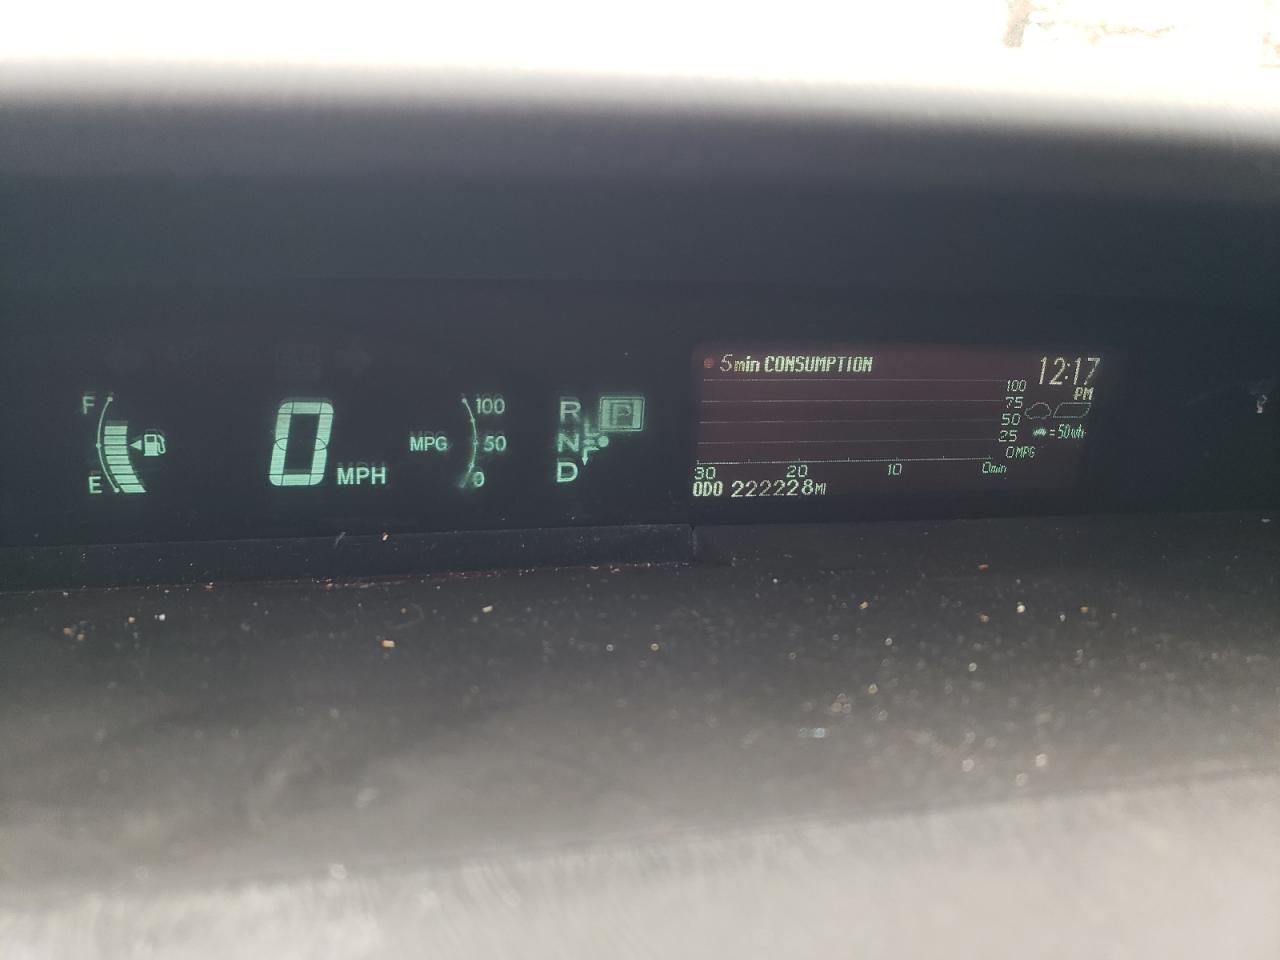 F
E
0 MPH
MPG
100
50
0
R P
N
D
5min CONSUMPTION
12:17
PM
100
75
50
25
0MPG
= 50Wh
30 20 10 0min
ODO 222228MI